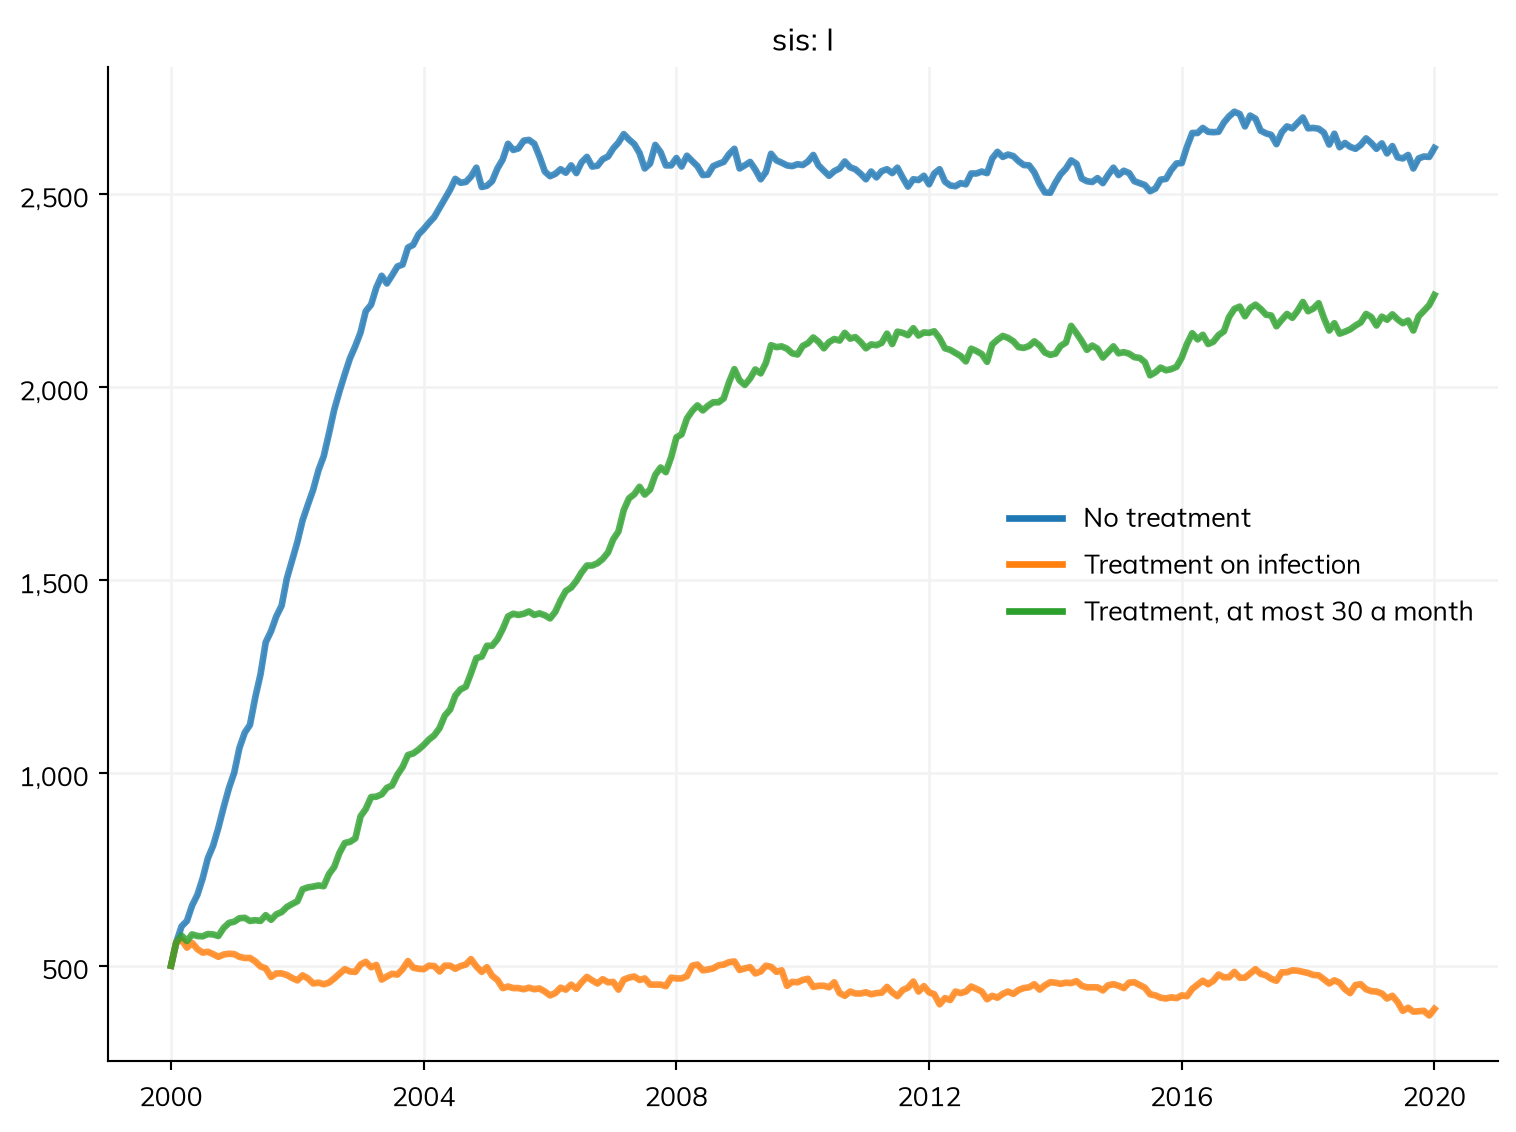 sis: I
2,500
2,000
1,500
1,000
500
No treatment
Treatment on infection
Treatment, at most 30 a month
2000 2004 2008 2012 2016 2020